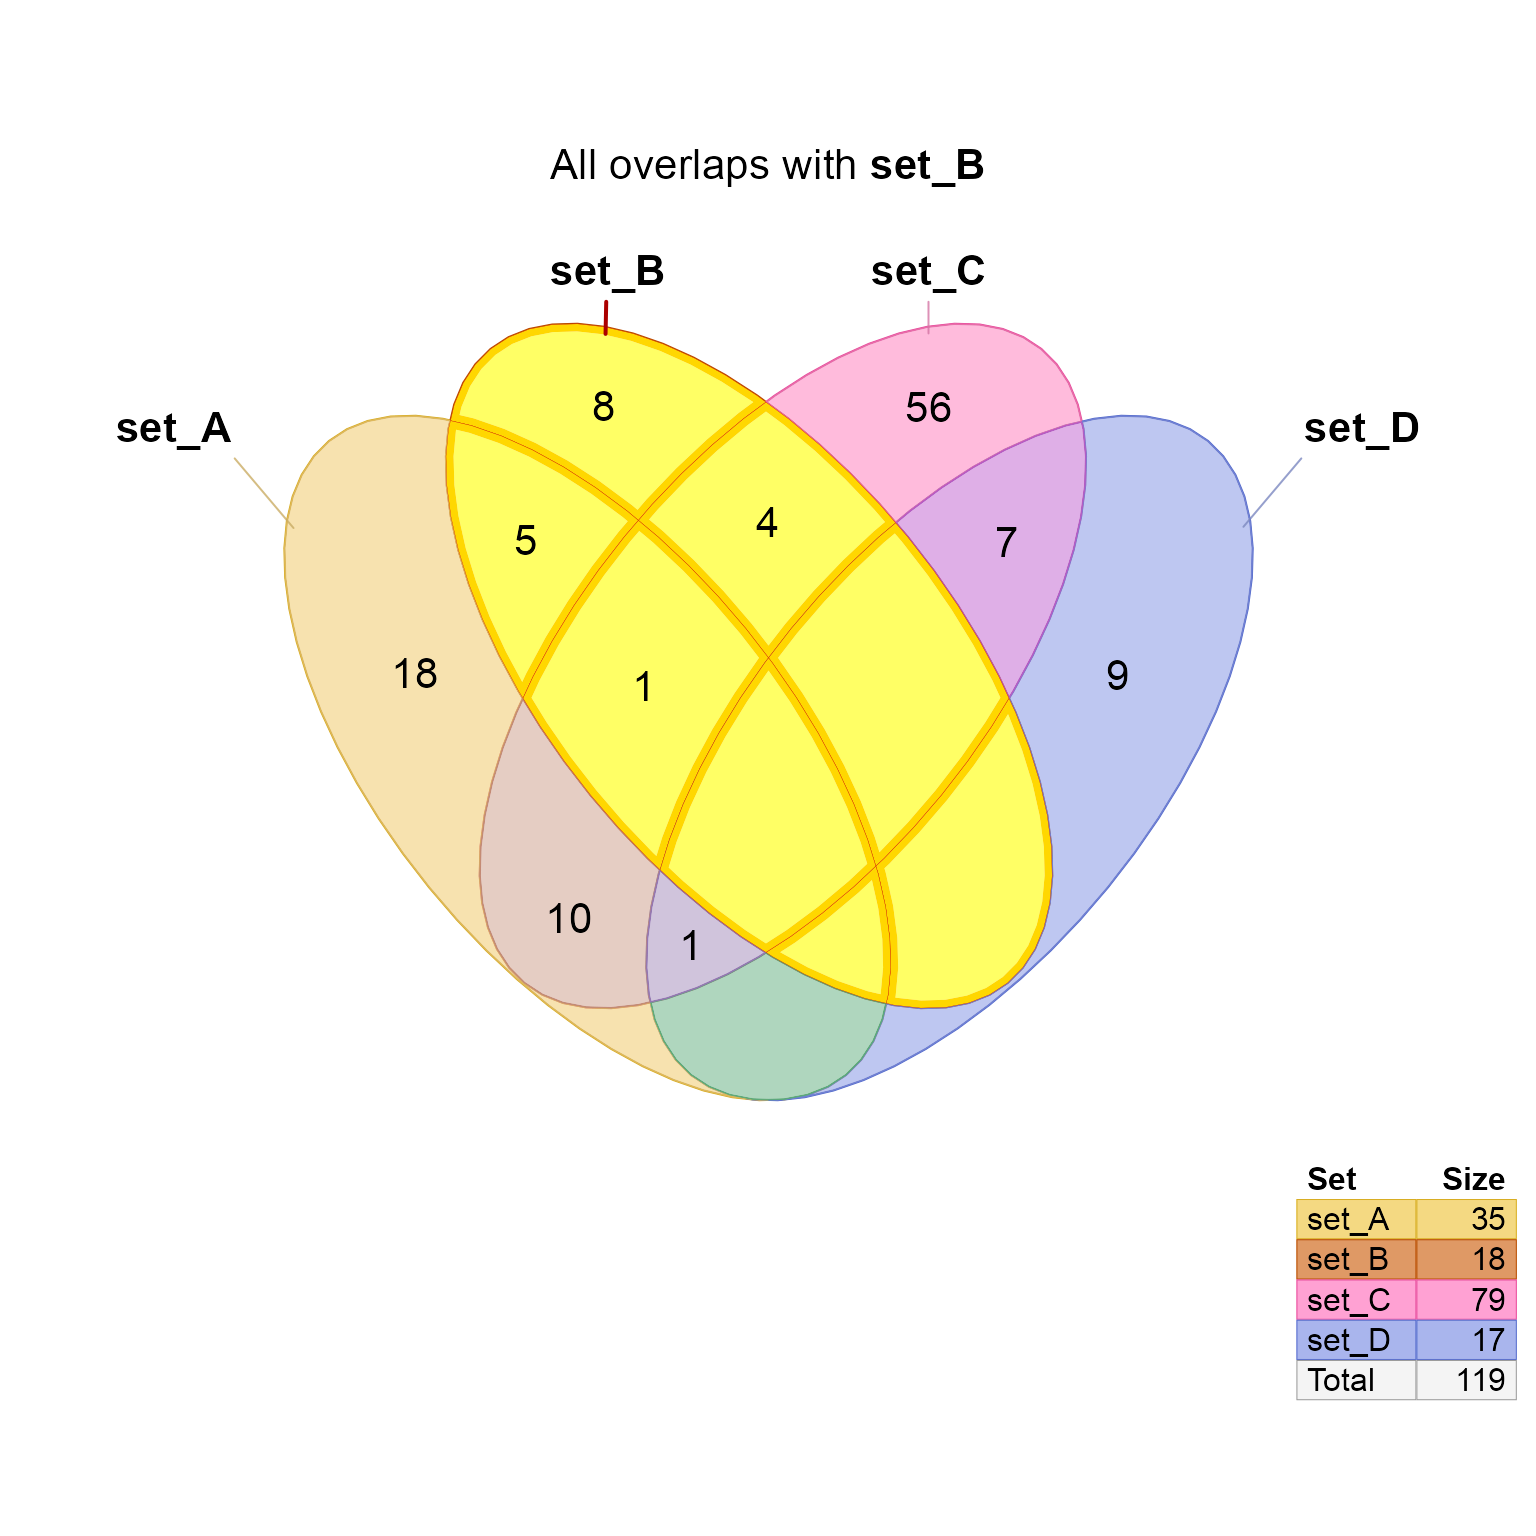 All overlaps with set_B
set_B
set_C
set_A
set_D
8
56
5
4
7
18
1
9
10
1
Set Size
set_A 35
set_B 18
set_C 79
set_D 17
Total 119